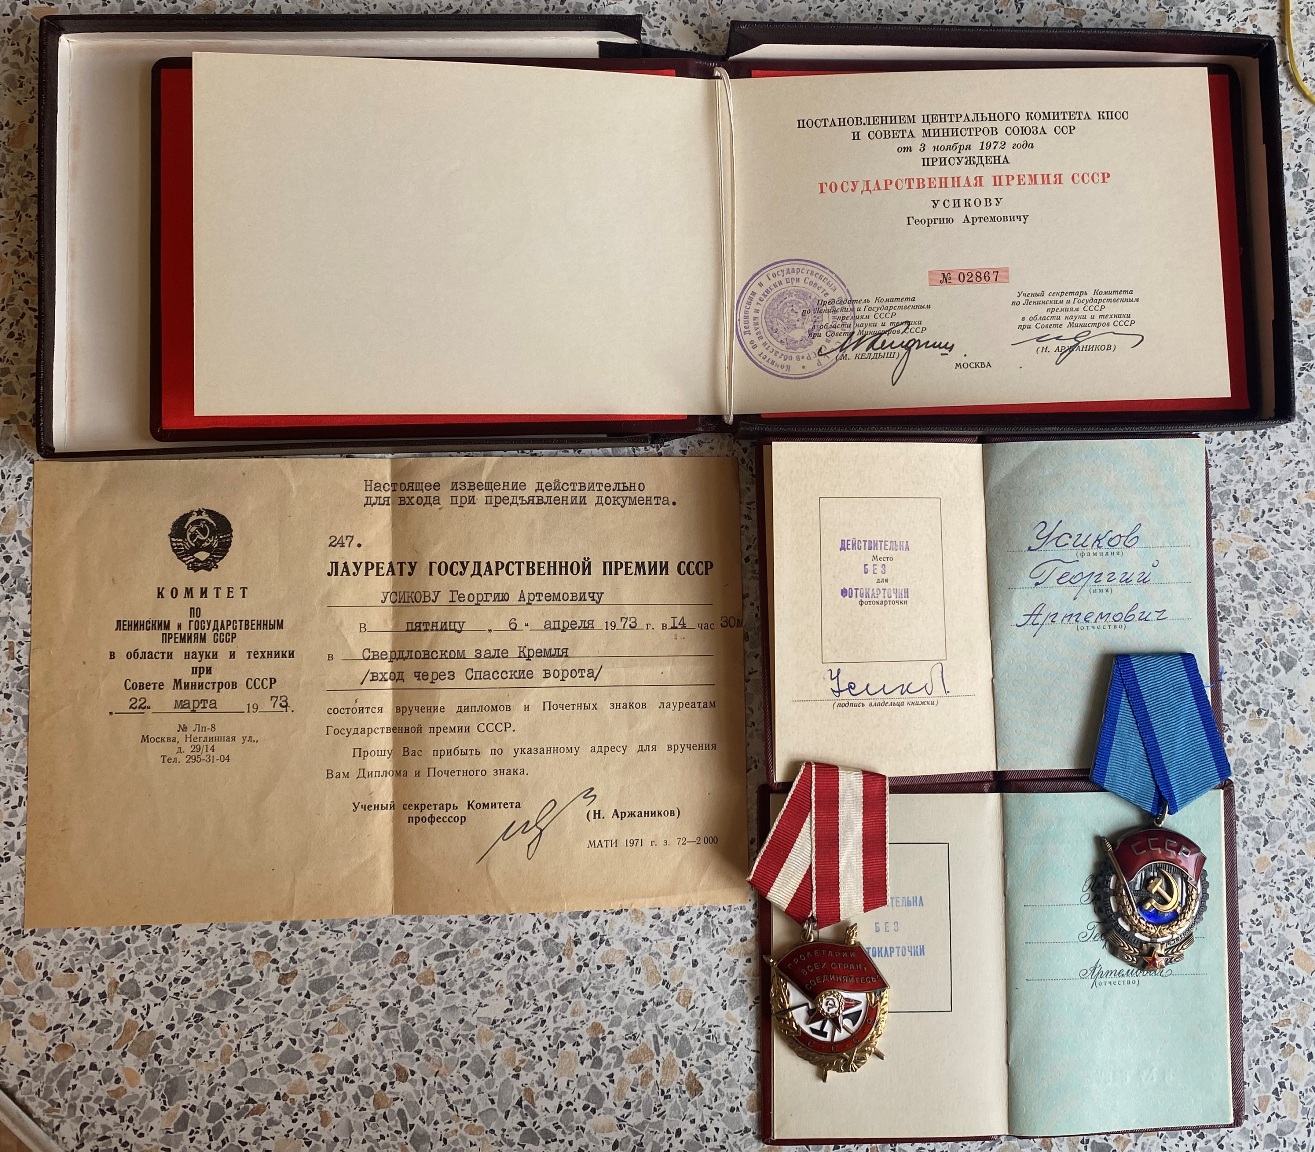 ПОСТАНОВЛЕНИЕМ ЦЕНТРАЛЬНОГО КОМИТЕТА КПСС
И СОВЕТА МИНИСТРОВ СОЮЗА ССР
от 3 ноября 1972 года
ПРИСУЖДЕНА
ГОСУДАРСТВЕННАЯ ПРЕМИЯ СССР
УСИКОВУ
Георгию Артемовичу
№ 02867
Председатель Комитета
по Ленинским и Государственным
премиям СССР
в области науки и техники
при Совете Министров СССР
(М. КЕЛДЫШ)
Ученый секретарь Комитета
по Ленинским и Государственным
премиям СССР
в области науки и техники
при Совете Министров СССР
(Н. АРЖАНИКОВ)
МОСКВА
Настоящее извещение действительно
для входа при предъявлении документа.
КОМИТЕТ
ПО
ЛЕНИНСКИМ и ГОСУДАРСТВЕННЫМ
ПРЕМИЯМ СССР
в области науки и техники
при
Совете Министров СССР
"22" марта 1973 г.
№ Лп-8
Москва, Неглинная ул.,
д. 29/14
Тел. 295-31-04
247.
ЛАУРЕАТУ ГОСУДАРСТВЕННОЙ ПРЕМИИ СССР
УСИКОВУ Георгию Артемовичу
В пятницу „6" апреля 1973 г. в 14 час 30м
в Свердловском зале Кремля
/вход через Спасские ворота/
состоится вручение дипломов и Почетных знаков лауреатам
Государственной премии СССР.
Прошу Вас прибыть по указанному адресу для вручения
Вам Диплома и Почетного знака.
Ученый секретарь Комитета
профессор
(Н. Аржаников)
МАТИ 1971 г. з. 72—2 000
ДЕЙСТВИТЕЛЬНА
Место
БЕЗ
для
ФОТОКАРТОЧКИ
фотокарточки
Усиков
(подпись владельца книжки)
Усиков
(фамилия)
Георгий
(имя)
Артемович
(отчество)
БЕЗ
Артемович
(отчество)
ПРОЛЕТАРИИ
ВСЕХ СТРАН,
СОЕДИНЯЙТЕСЬ!
СССР